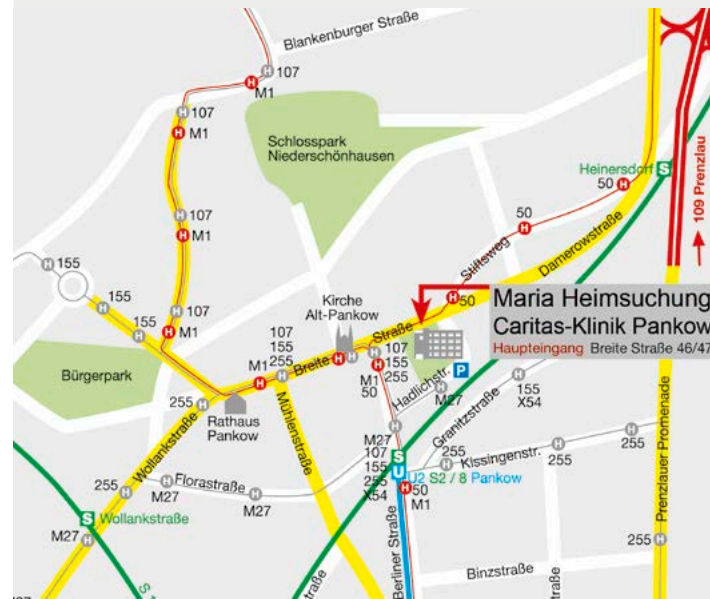 Blankenburger Straße
107
M1
107
M1
Schlosspark
Niederschönhausen
Heinersdorf
S
50
109 Prenzlau
50
107
M1
155
Stiftsweg
Damerowstraße
155
155
107
M1
Kirche
Alt-Pankow
50
Maria Heimsuchung
Caritas-Klinik Pankow
Haupteingang Breite Straße 46/47
107
155
255
Breite
Straße
M1
107
155
255
M1
50
Hadlichstr.
P
M27
155
X54
Bürgerpark
255
Rathaus
Pankow
Mühlenstraße
Wollankstraße
Granitzstraße
M27
107
155
255
X54
S
U
U2 S2 / 8 Pankow
Kissingenstr.
255
255
255
50
M1
Florastraße
M27
M27
255
S
Wollankstraße
M27
Berliner Straße
Prenzlauer Promenade
255
Binzstraße